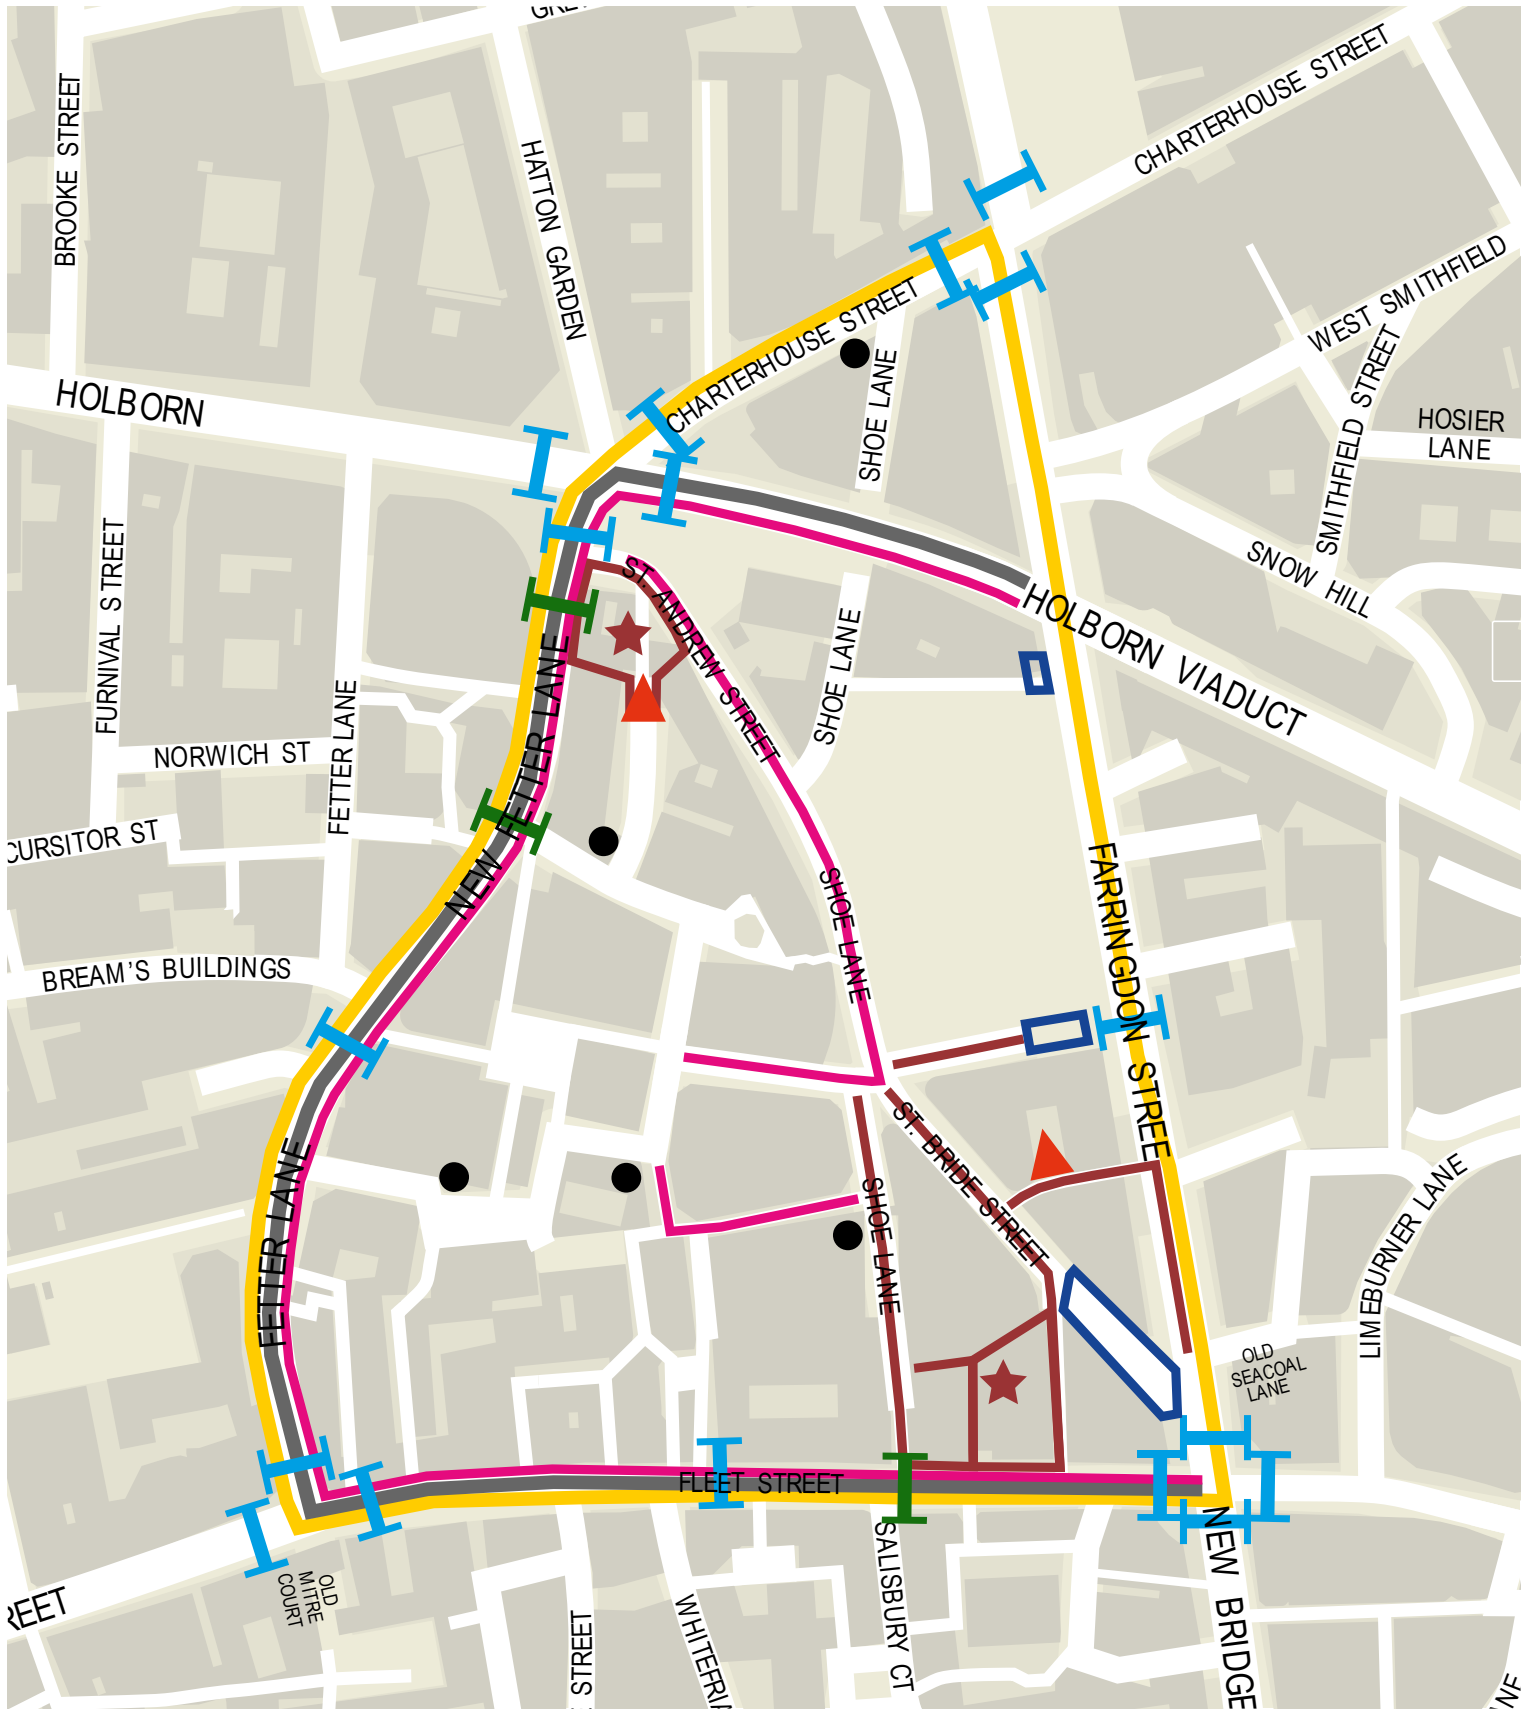 BROOKE STREET
HATTON GARDEN
CHARTERHOUSE STREET
CHARTERHOUSE STREET
WEST SMITHFIELD
SMITHFIELD STREET
HOSIER
LANE
HOLBORN
SHOE LANE
SNOW HILL
HOLBORN VIADUCT
FURNIVAL STREET
FETTER LANE
NORWICH ST
CURSITOR ST
BREAM'S BUILDINGS
NEW FETTER LANE
ST. ANDREW STREET
SHOE LANE
SHOE LANE
FARRINGDON STREE
ST. BRIDE STREET
SHOE LANE
FETTER LANE
LIMEBURNER LANE
OLD
SEACOAL
LANE
FLEET STREET
OLD
MITRE
COURT
REET
STREET
WHITEFRIA
SALISBURY CT
NEW BRIDGE